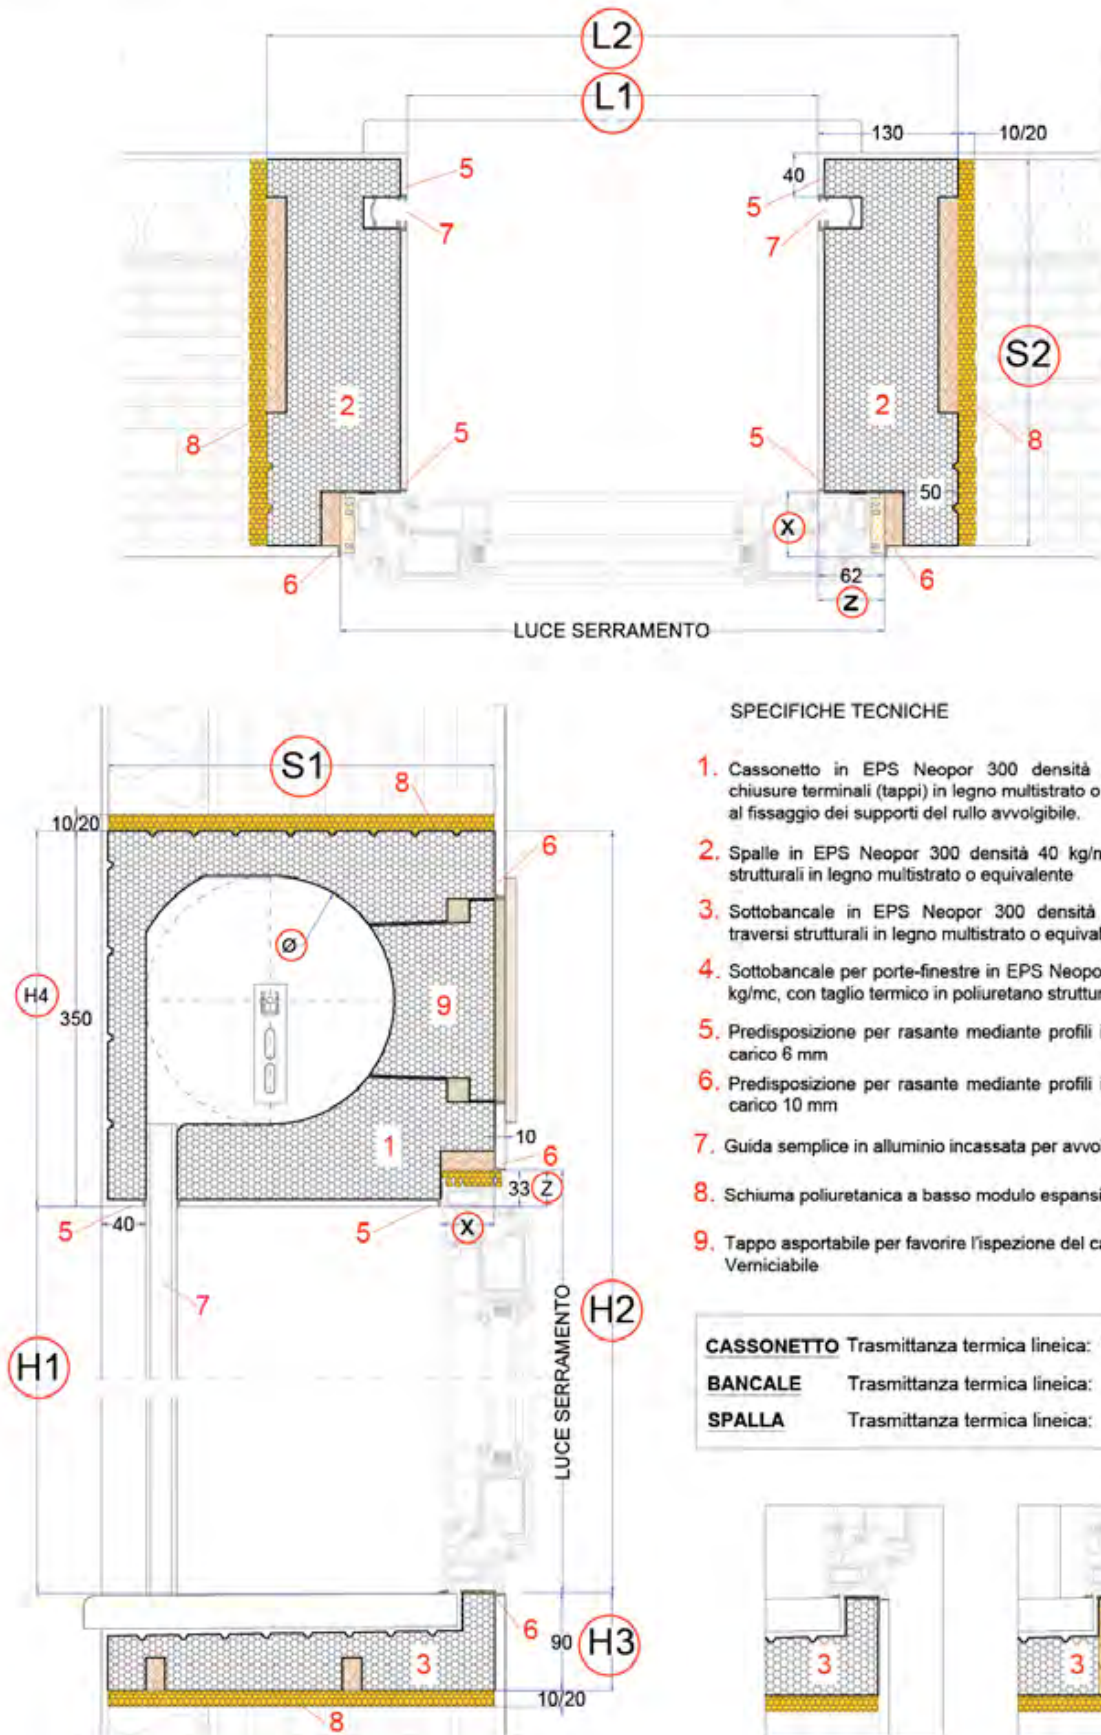 L2
L1
130 10/20
40
5
5
7
7
S2
2
2
8
5
5
8
50
X
6
62
6
Z
LUCE SERRAMENTO
SPECIFICHE TECNICHE
1. Cassonetto in EPS Neopor 300 densità
chiusure terminali (tappi) in legno multistrato o
al fissaggio dei supporti del rullo avvolgibile.
2. Spalle in EPS Neopor 300 densità 40
strutturali in legno multistrato o equivalente
3. Sottobancale in EPS Neopor 300 densità
traversi strutturali in legno multistrato o
4. Sottobancale per porte-finestre in EPS
kg/mc, con taglio termico in poliuretano
5. Predisposizione per rasante mediante profili
carico 6 mm
6. Predisposizione per rasante mediante profili
carico 10 mm
7. Guida semplice in alluminio incassata per
8. Schiuma poliuretanica a basso modulo
9. Tappo asportabile per favorire l'ispezione del
Verniciabile
CASSONETTO Trasmittanza termica lineica:
BANCALE Trasmittanza termica lineica:
SPALLA Trasmittanza termica lineica:
S1
8
10/20
6
Ø
H4
350
9
1
10
6
33 Z
5
40
5
X
7
H2
H1
LUCE SERRAMENTO
6
90
H3
3
10/20
8
3
3